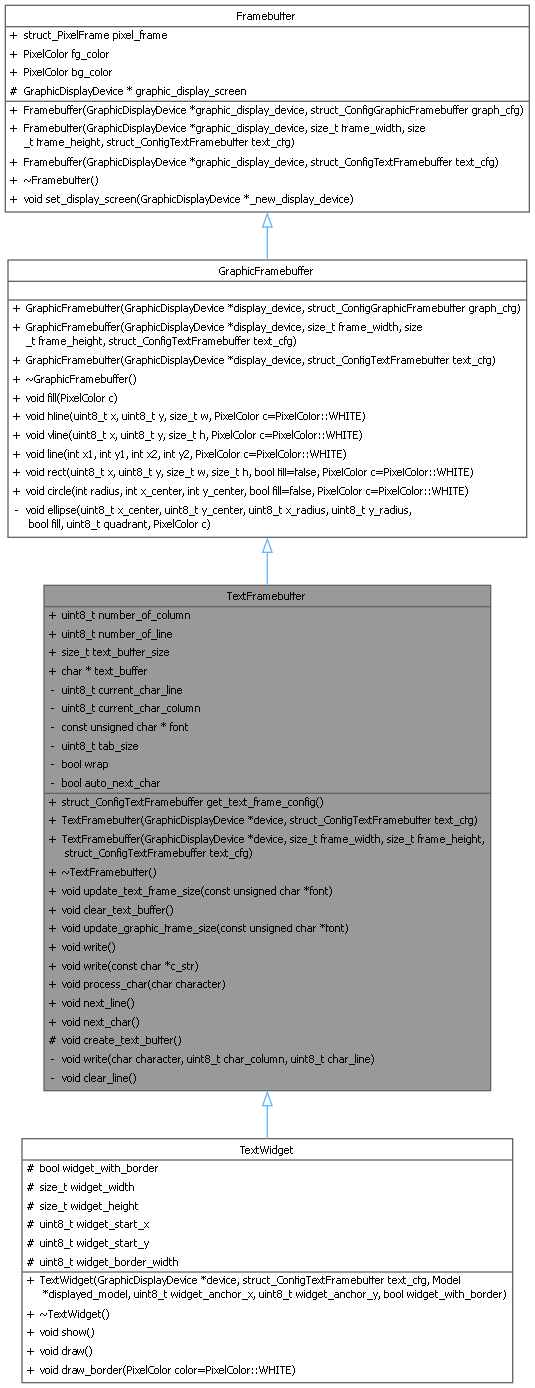 Framebuffer
+ struct_PixelFrame pixel_frame
+ PixelColor fg_color
+ PixelColor bg_color
# GraphicDisplayDevice * graphic_display_screen
+ Framebuffer(GraphicDisplayDevice *graphic_display_device, struct_ConfigGraphicFramebuffer graph_cfg)
+ Framebuffer(GraphicDisplayDevice *graphic_display_device, size_t frame_width, size
_t frame_height, struct_ConfigTextFramebuffer text_cfg)
+ Framebuffer(GraphicDisplayDevice *graphic_display_device, struct_ConfigTextFramebuffer text_cfg)
+ ~Framebuffer()
+ void set_display_screen(GraphicDisplayDevice *_new_display_device)
GraphicFramebuffer
+ GraphicFramebuffer(GraphicDisplayDevice *display_device, struct_ConfigGraphicFramebuffer graph_cfg)
+ GraphicFramebuffer(GraphicDisplayDevice *display_device, size_t frame_width, size
_t frame_height, struct_ConfigTextFramebuffer text_cfg)
+ GraphicFramebuffer(GraphicDisplayDevice *display_device, struct_ConfigTextFramebuffer text_cfg)
+ ~GraphicFramebuffer()
+ void fill(PixelColor c)
+ void hline(uint8_t x, uint8_t y, size_t w, PixelColor c=PixelColor::WHITE)
+ void vline(uint8_t x, uint8_t y, size_t h, PixelColor c=PixelColor::WHITE)
+ void line(int x1, int y1, int x2, int y2, PixelColor c=PixelColor::WHITE)
+ void rect(uint8_t x, uint8_t y, size_t w, size_t h, bool fill=false, PixelColor c=PixelColor::WHITE)
+ void circle(int radius, int x_center, int y_center, bool fill=false, PixelColor c=PixelColor::WHITE)
- void ellipse(uint8_t x_center, uint8_t y_center, uint8_t x_radius, uint8_t y_radius,
bool fill, uint8_t quadrant, PixelColor c)
TextFramebuffer
+ uint8_t number_of_column
+ uint8_t number_of_line
+ size_t text_buffer_size
+ char * text_buffer
- uint8_t current_char_line
- uint8_t current_char_column
- const unsigned char * font
- uint8_t tab_size
- bool wrap
- bool auto_next_char
+ struct_ConfigTextFramebuffer get_text_frame_config()
+ TextFramebuffer(GraphicDisplayDevice *device, struct_ConfigTextFramebuffer text_cfg)
+ TextFramebuffer(GraphicDisplayDevice *device, size_t frame_width, size_t frame_height,
struct_ConfigTextFramebuffer text_cfg)
+ ~TextFramebuffer()
+ void update_text_frame_size(const unsigned char *font)
+ void clear_text_buffer()
+ void update_graphic_frame_size(const unsigned char *font)
+ void write()
+ void write(const char *c_str)
+ void process_char(char character)
+ void next_line()
+ void next_char()
# void create_text_buffer()
- void write(char character, uint8_t char_column, uint8_t char_line)
- void clear_line()
TextWidget
# bool widget_with_border
# size_t widget_width
# size_t widget_height
# uint8_t widget_start_x
# uint8_t widget_start_y
# uint8_t widget_border_width
+ TextWidget(GraphicDisplayDevice *device, struct_ConfigTextFramebuffer text_cfg, Model
*displayed_model, uint8_t widget_anchor_x, uint8_t widget_anchor_y, bool widget_with_border)
+ ~TextWidget()
+ void show()
+ void draw()
+ void draw_border(PixelColor color=PixelColor::WHITE)